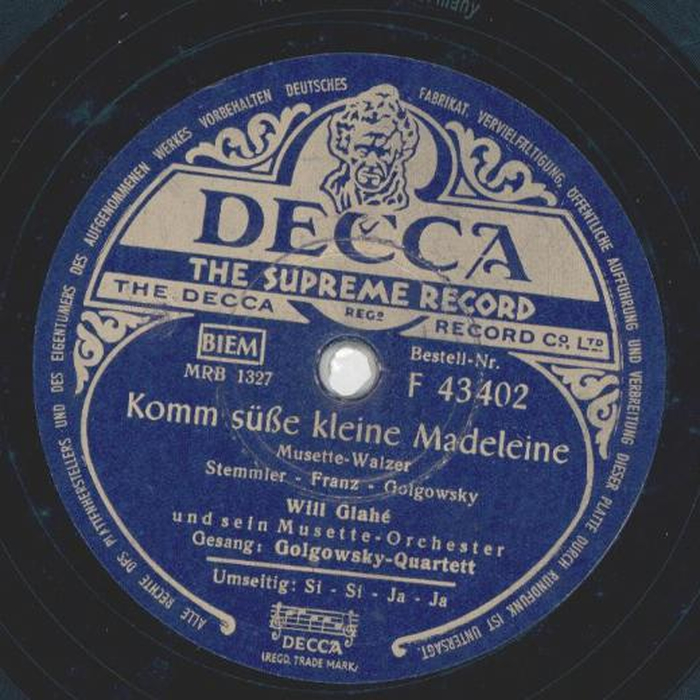 ALLE RECHTE DES PLATTENHERSTELLERS UND DES EIGENTÜMERS DES AUFGENOMMENEN WERKES VORBEHALTEN DEUTSCHES FABRIKAT. VERVIELFÄLTIGUNG, ÖFFENTLICHE AUFFÜHRUNG UND VERBREITUNG DIESER PLATTE DURCH RUNDFUNK IST UNTERSAGT.
DECCA
THE SUPREME RECORD
THE DECCA REGD RECORD CO, LTD
BIEM
MRB 1327
Bestell-Nr.
F 43402
Komm süße kleine Madeleine
Musette-Walzer
Stemmler - Franz - Golgowsky
Will Glahé
und sein Musette-Orchester
Gesang: Golgowsky-Quartett
Umseitig: Si - Si - Ja - Ja
DECCA
(REGD. TRADE MARK)